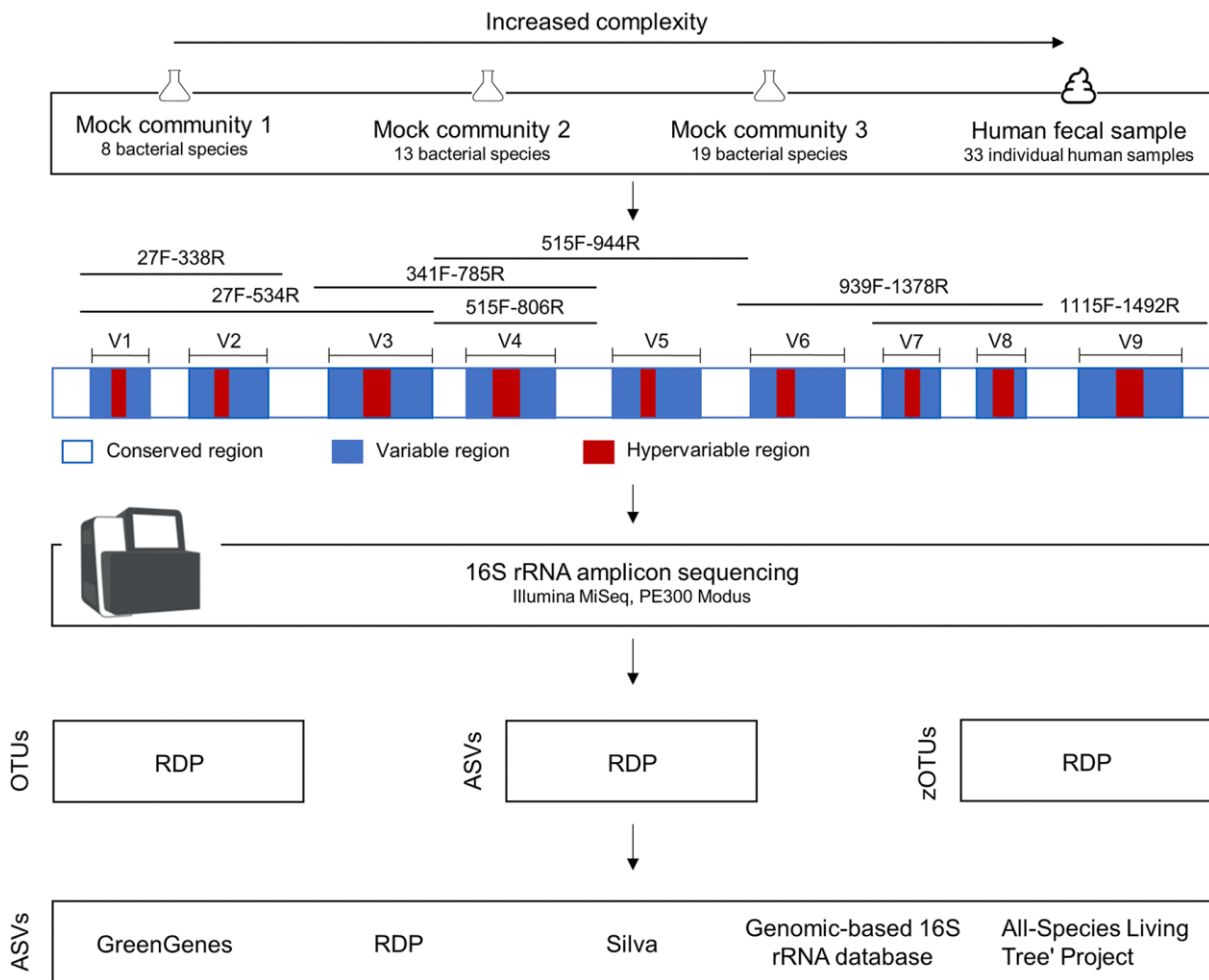 Increased complexity
Mock community 1
8 bacterial species
Mock community 2
13 bacterial species
Mock community 3
19 bacterial species
Human fecal sample
33 individual human samples
515F-944R
27F-338R
341F-785R
939F-1378R
27F-534R
515F-806R
1115F-1492R
V1
V2
V3
V4
V5
V6
V7
V8
V9
Conserved region
Variable region
Hypervariable region
16S rRNA amplicon sequencing
Illumina MiSeq, PE300 Modus
OTUs
RDP
ASVs
RDP
zOTUs
RDP
ASVs
GreenGenes
RDP
Silva
Genomic-based 16S
rRNA database
All-Species Living
Tree' Project